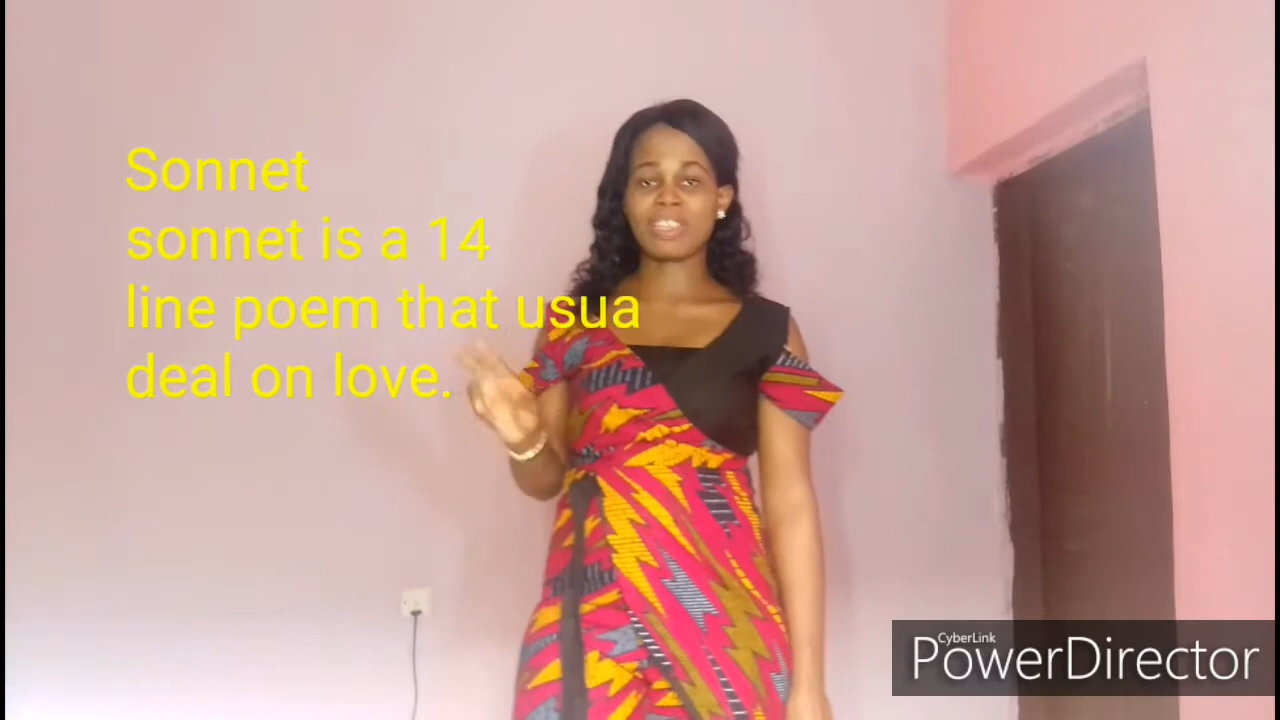 Sonnet
sonnet is a 14
line poem that usua
deal on love.
CyberLink
PowerDirector